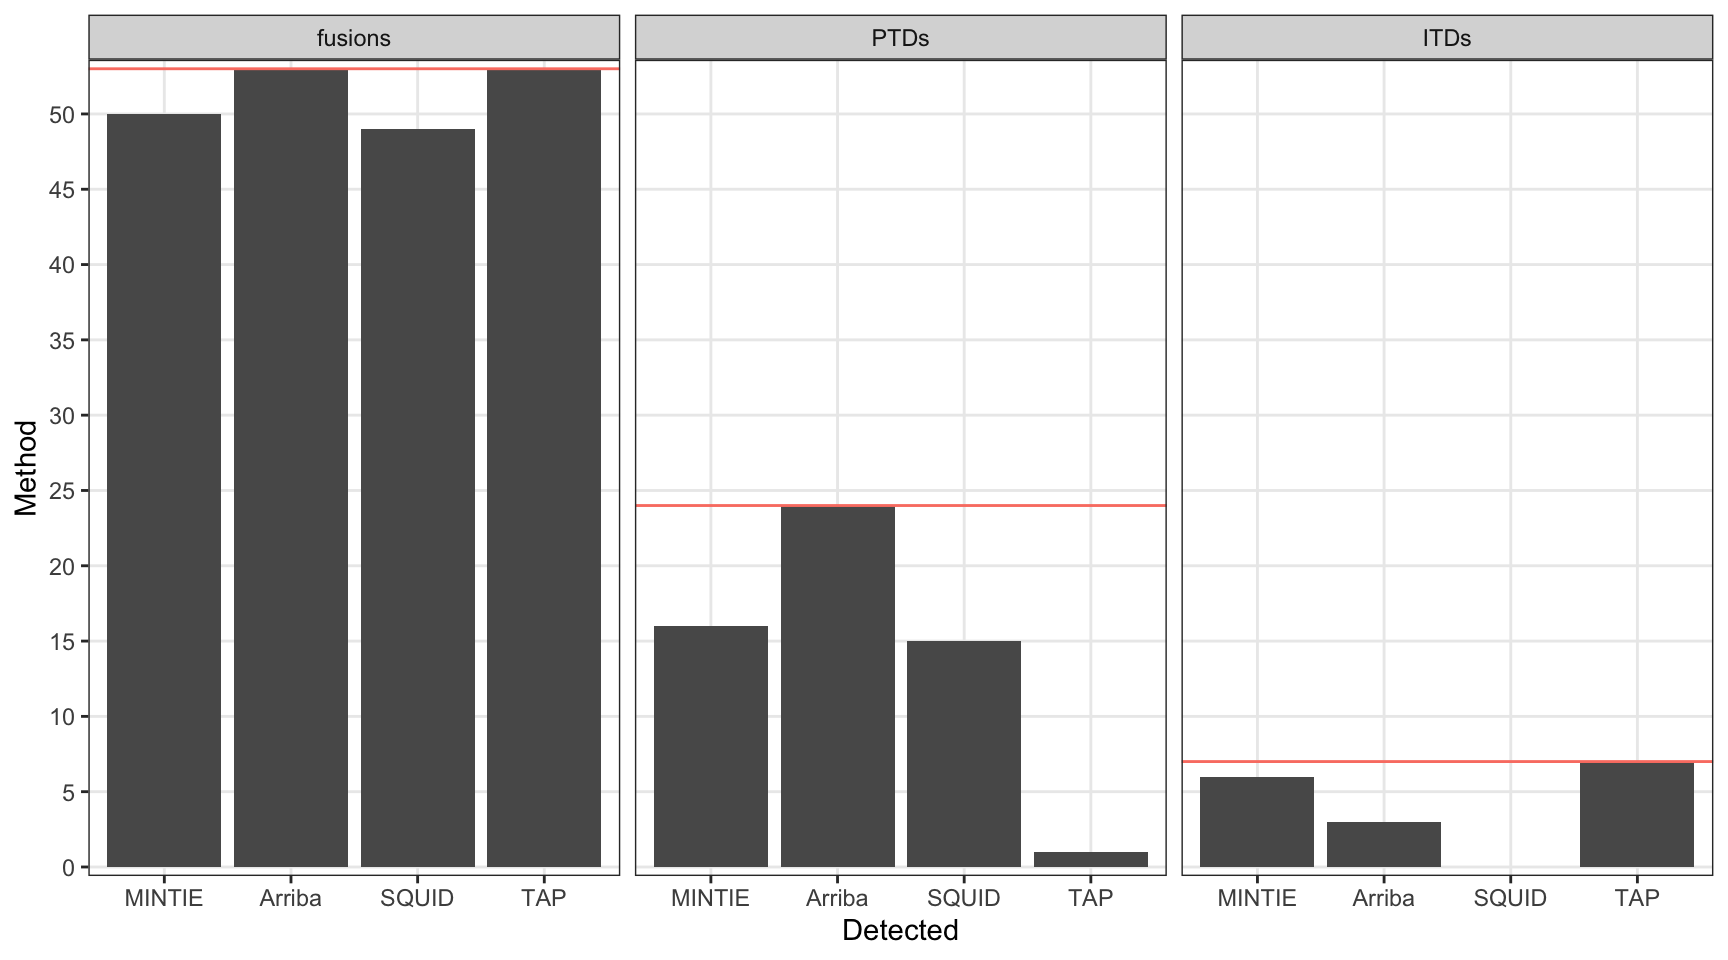 fusions PTDs ITDs
50
45
40
35
30
25
20
15
10
5
0
Method
MINTIE Arriba SQUID TAP MINTIE Arriba SQUID TAP MINTIE Arriba SQUID TAP
Detected